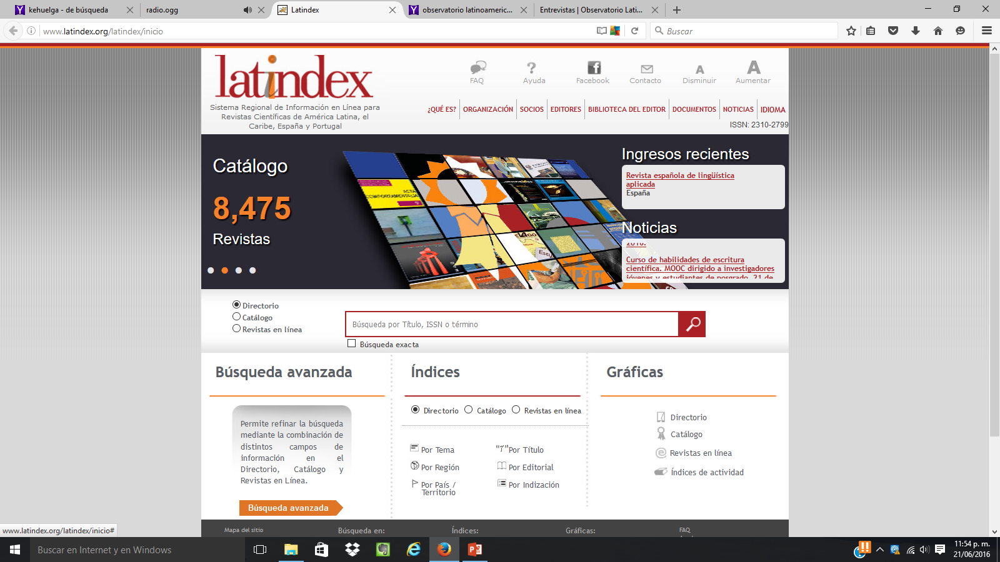 kehuelga - de búsqueda
radio.ogg
Latindex
observatorio latinoameric...
Entrevistas | Observatorio Lati...
www.latindex.org/latindex/inicio
Buscar
latindex
Sistema Regional de Información en Línea para
Revistas Científicas de América Latina, el
Caribe, España y Portugal
FAQ
Ayuda
Facebook
Contacto
Disminuir
Aumentar
¿QUÉ ES?
ORGANIZACIÓN
SOCIOS
EDITORES
BIBLIOTECA DEL EDITOR
DOCUMENTOS
NOTICIAS
IDIOMA
ISSN: 2310-2799
Catálogo
8,475
Revistas
Ingresos recientes
Revista española de lingüística
aplicada
España
Noticias
2016.
Curso de habilidades de escritura
científica. MOOC dirigido a investigadores
jóvenes y estudiantes de posgrado. 21 de
Directorio
Catálogo
Revistas en línea
Búsqueda por Título, ISSN o término
Búsqueda exacta
Búsqueda avanzada
Permite refinar la búsqueda
mediante la combinación de
distintos campos de
información en el
Directorio, Catálogo y
Revistas en Línea.
Búsqueda avanzada
Índices
Directorio
Catálogo
Revistas en línea
Por Tema
Por Título
Por Región
Por Editorial
Por País /
Territorio
Por Indización
Gráficas
Directorio
Catálogo
Revistas en línea
Índices de actividad
Mapa del sitio
Búsqueda en:
Índices:
Gráficas:
FAQ
www.latindex.org/latindex/inicio#
Buscar en Internet y en Windows
11:54 p. m.
21/06/2016